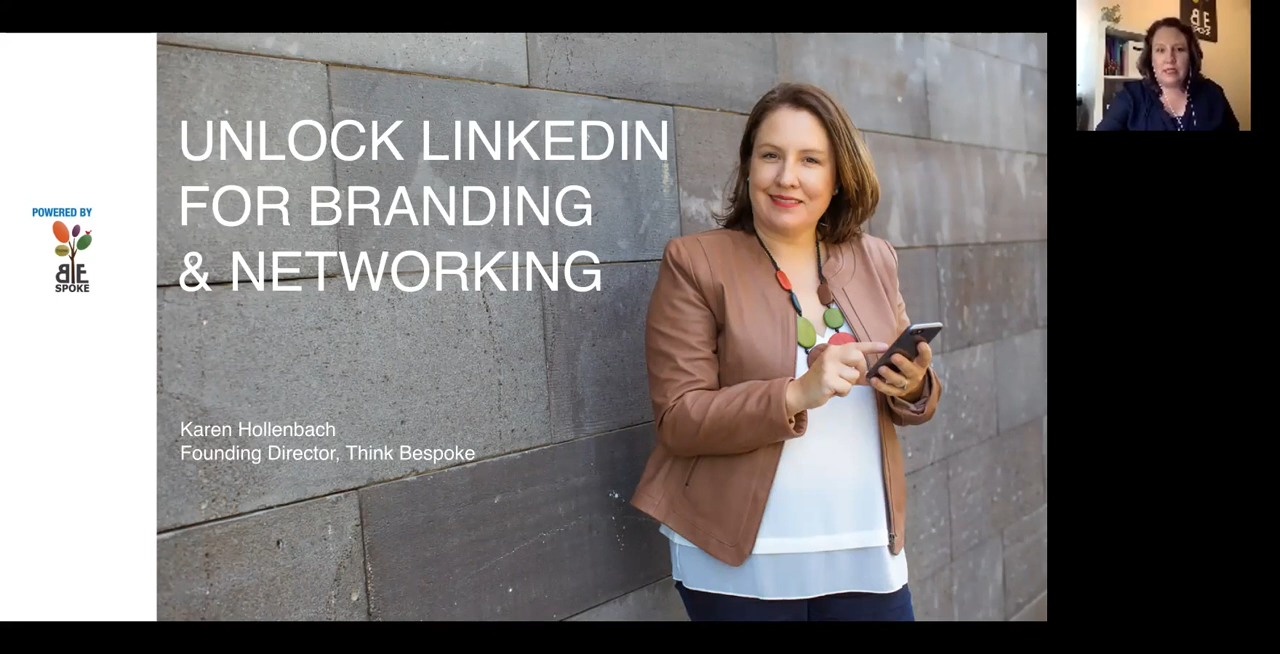 UNLOCK LINKEDIN
FOR BRANDING
& NETWORKING
POWERED BY
BE
SPOKE
Karen Hollenbach
Founding Director, Think Bespoke